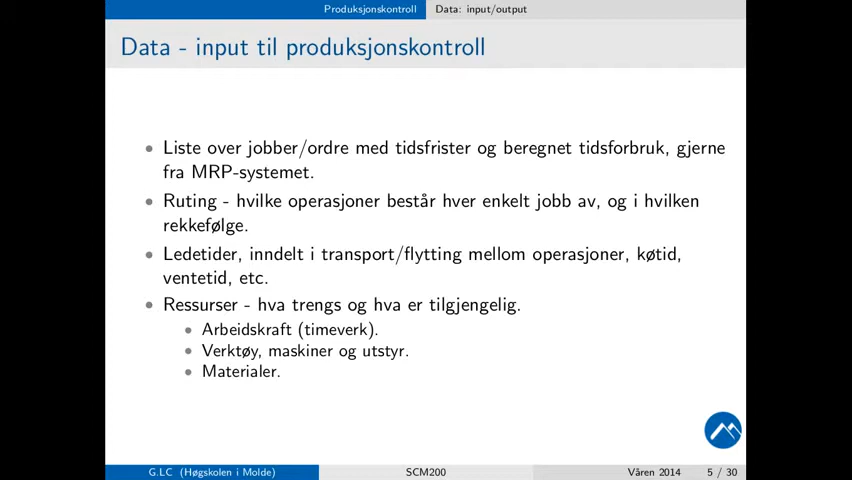 Produksjonskontroll Data: input/output
Data - input til produksjonskontroll
• Liste over jobber/ordre med tidsfrister og beregnet tidsforbruk, gjerne
fra MRP-systemet.
• Ruting - hvilke operasjoner består hver enkelt jobb av, og i hvilken
rekkefølge.
• Ledetider, inndelt i transport/flytting mellom operasjoner, køtid,
ventetid, etc.
• Ressurser - hva trengs og hva er tilgjengelig.
• Arbeidskraft (timeverk).
• Verktøy, maskiner og utstyr.
• Materialer.
G.LC (Høgskolen i Molde) SCM200 Våren 2014 5 / 30